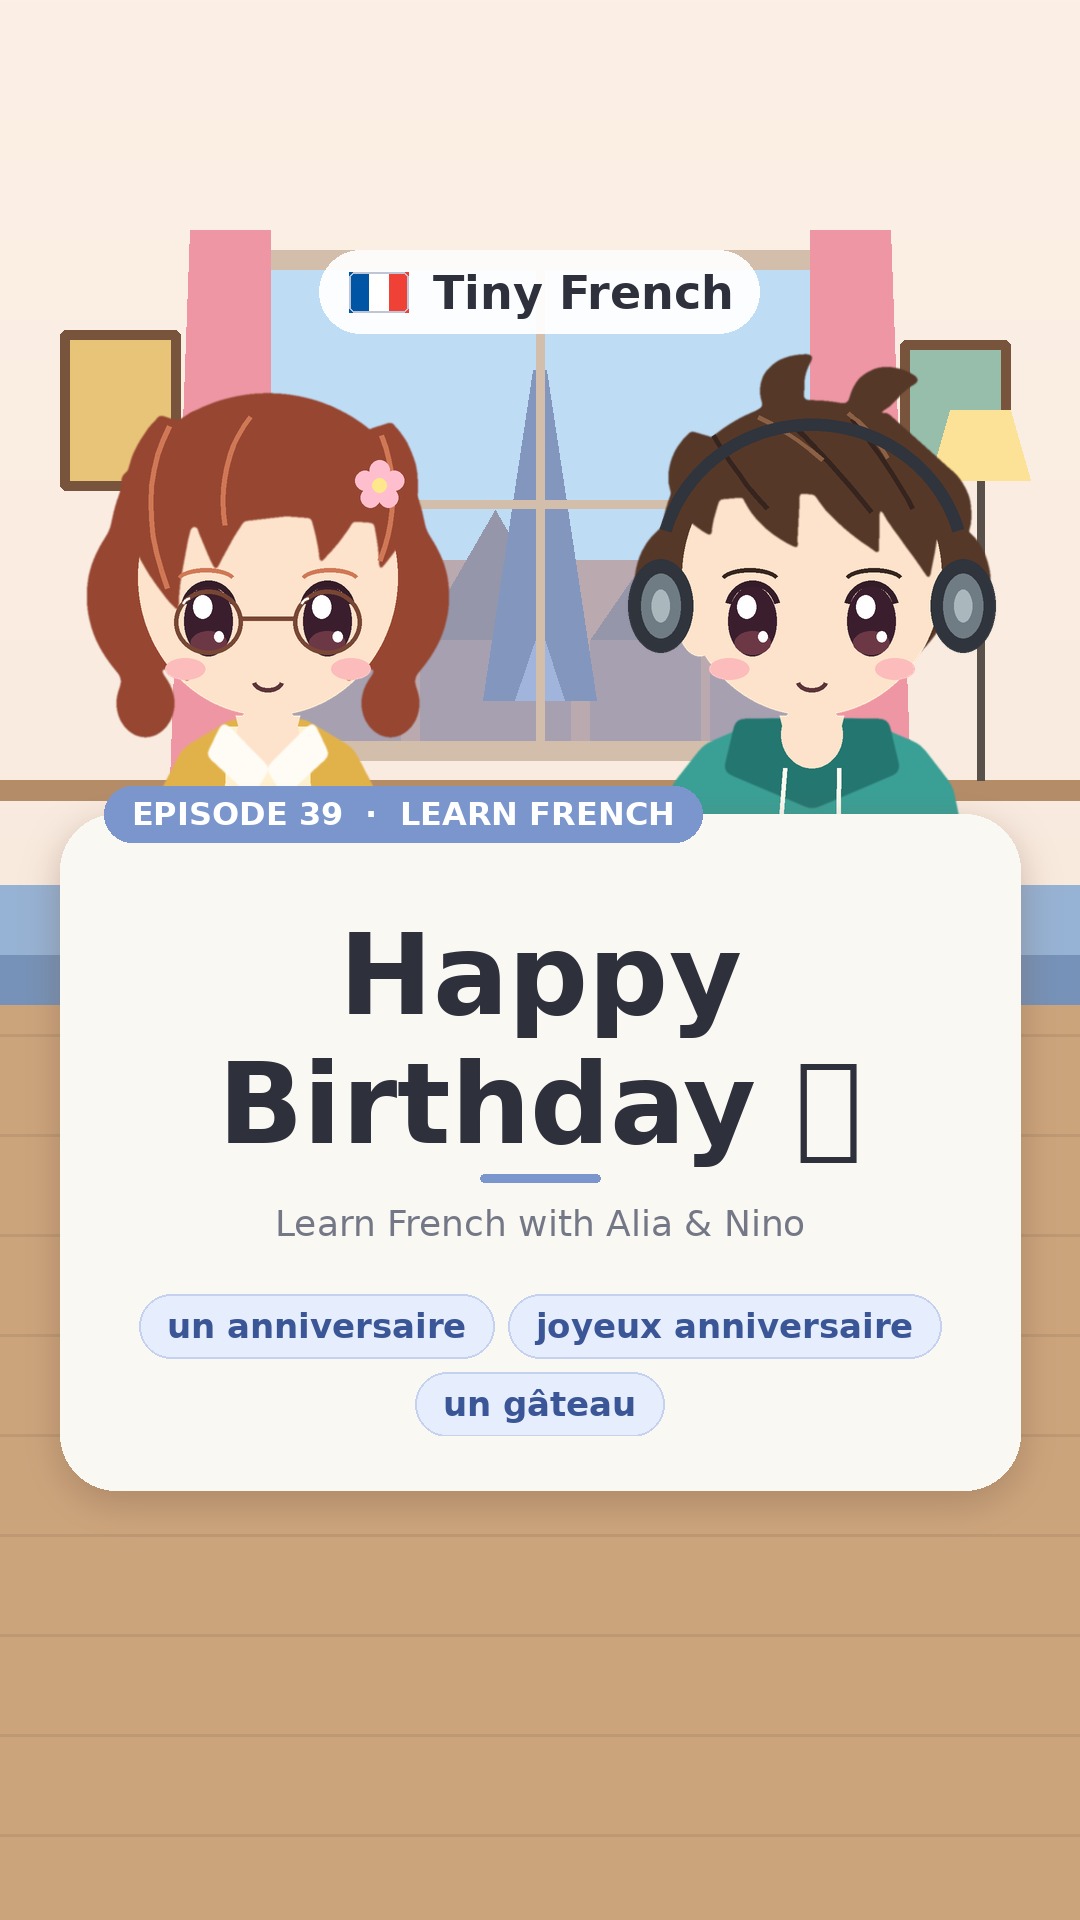 Tiny French
EPISODE 39 · LEARN FRENCH
Happy
Birthday
Learn French with Alia & Nino
un anniversaire
joyeux anniversaire
un gâteau